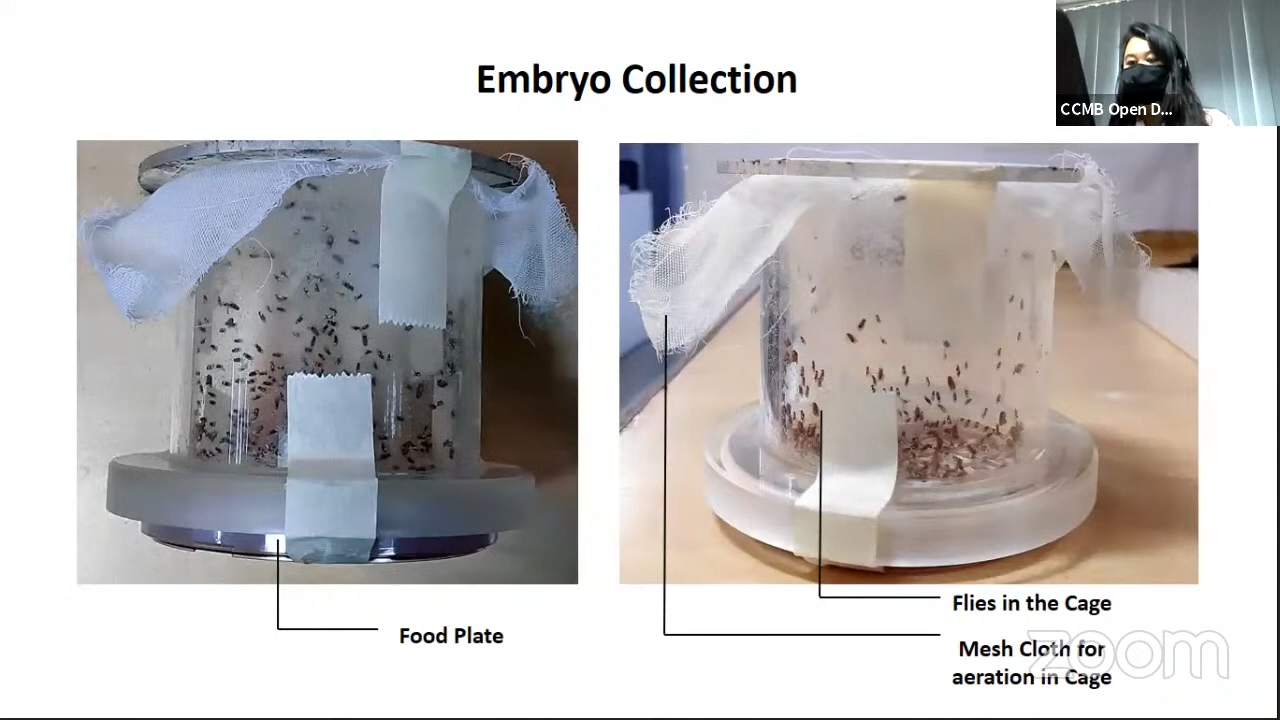 Embryo Collection
CCMB Open D...
Food Plate
Flies in the Cage
Mesh Cloth for
aeration in Cage
zoom